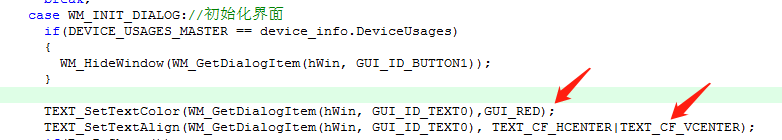 break;
case WM_INIT_DIALOG://初始化界面
if(DEVICE_USAGES_MASTER == device_info.DeviceUsages)
{
WM_HideWindow(WM_GetDialogItem(hWin, GUI_ID_BUTTON1));
}
TEXT_SetTextColor(WM_GetDialogItem(hWin, GUI_ID_TEXT0),GUI_RED);
TEXT_SetTextAlign(WM_GetDialogItem(hWin, GUI_ID_TEXT0), TEXT_CF_HCENTER|TEXT_CF_VCENTER);